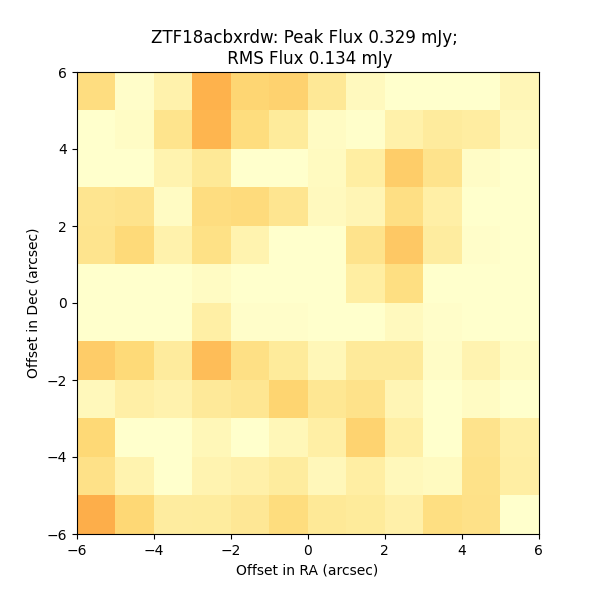 ZTF18acbxrdw: Peak Flux 0.329 mJy;
RMS Flux 0.134 mJy
6
4
2
0
−2
−4
−6
Offset in Dec (arcsec)
−6 −4 −2 0 2 4 6
Offset in RA (arcsec)